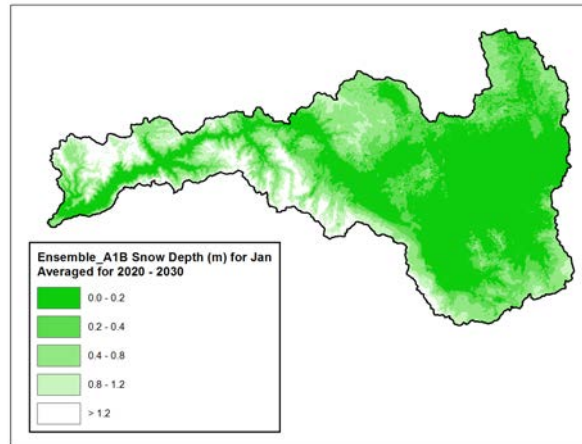 Ensemble_A1B Snow Depth (m) for Jan
Averaged for 2020 - 2030
0.0 - 0.2
0.2 - 0.4
0.4 - 0.8
0.8 - 1.2
> 1.2